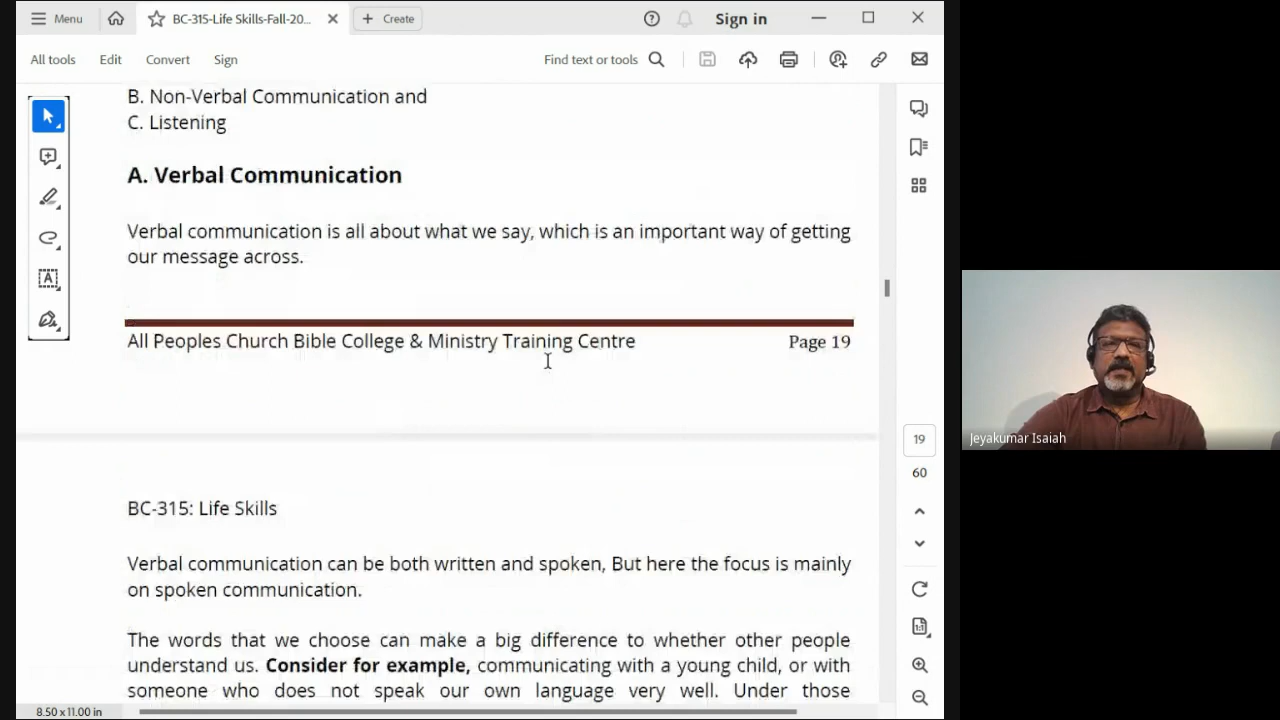 Menu
BC-315-Life Skills-Fall-20...
Create
Sign in
All tools
Edit
Convert
Sign
Find text or tools
B. Non-Verbal Communication and
C. Listening
A. Verbal Communication
Verbal communication is all about what we say, which is an important way of getting
our message across.
All Peoples Church Bible College & Ministry Training Centre
Page 19
BC-315: Life Skills
Verbal communication can be both written and spoken, But here the focus is mainly
on spoken communication.
The words that we choose can make a big difference to whether other people
understand us. Consider for example, communicating with a young child, or with
someone who does not speak our own language very well. Under those
19
60
1:1
8.50 x 11.00 in
Jeyakumar Isaiah